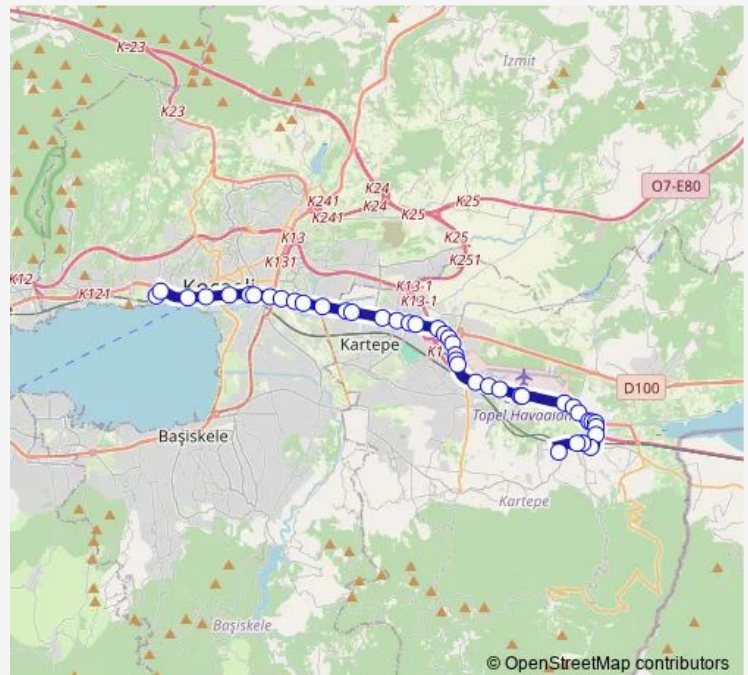 K-23
İzmit
K23
O7-E80
K241
K24
K25
K241
K24
K25
K13
K25
K131
K251
K12
K13-1
K121
Kocaeli
K13-1
Kartepe
D100
Topel Havaalanı
Başiskele
Kartepe
Başiskele
© OpenStreetMap contributors